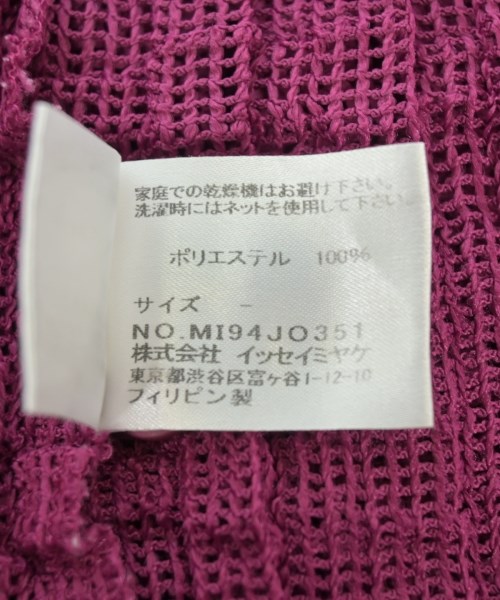 家庭での乾燥機はお避け下さい。
洗濯時にはネットを使用して下さい。
ポリエステル 100%
サイズ －
NO.MI94JO351
株式会社 イッセイミヤケ
東京都渋谷区富ヶ谷1-12-10
フィリピン製